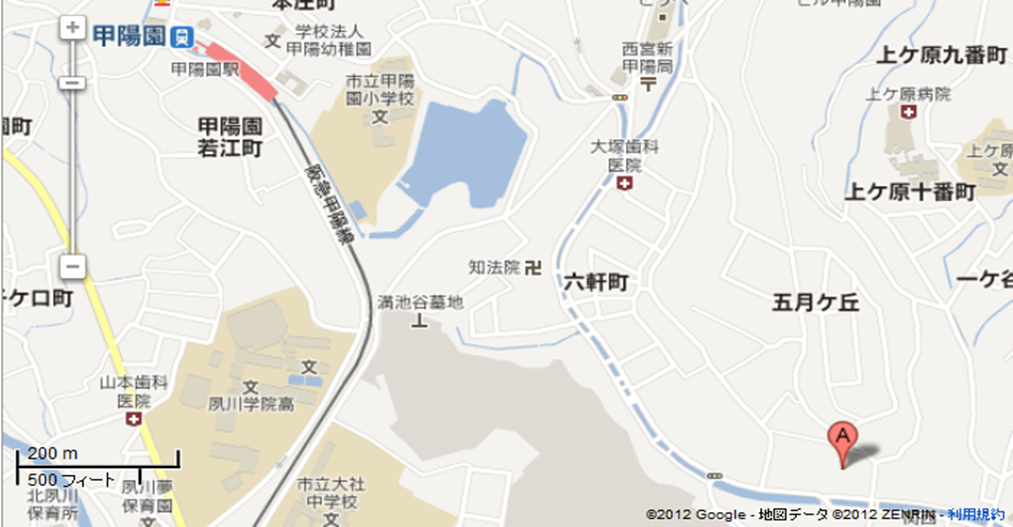 本庄町
甲陽園
甲陽園駅
学校法人
甲陽幼稚園
市立甲陽
園小学校
西宮新
甲陽局
上ケ原九番町
上ケ原病院
甲陽園
若江町
大塚歯科
医院
上ケ原
上ケ原十番町
阪急甲陽線
知法院
六軒町
五月ケ丘
一ケ谷
ケ口町
満池谷墓地
山本歯科
医院
夙川学院高
A
200 m
500 フィート
北夙川
保育所
夙川夢
保育園
市立大社
中学校
©2012 Google - 地図データ ©2012 ZENRIN - 利用規約